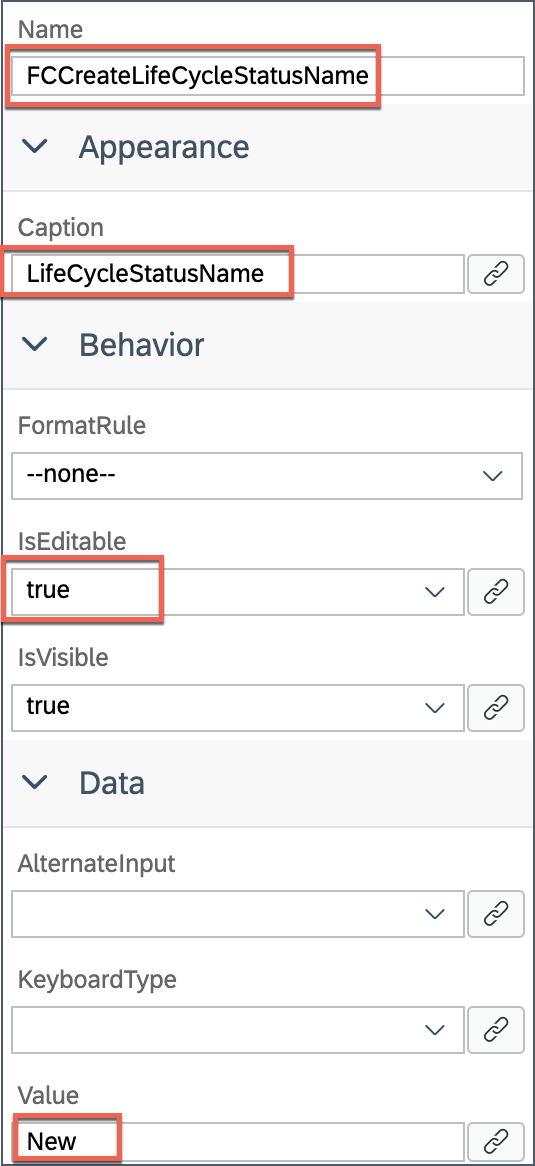 Name
FCCreateLifeCycleStatusName
Appearance
Caption
LifeCycleStatusName
Behavior
FormatRule
--none--
IsEditable
true
IsVisible
true
Data
AlternateInput
KeyboardType
Value
New